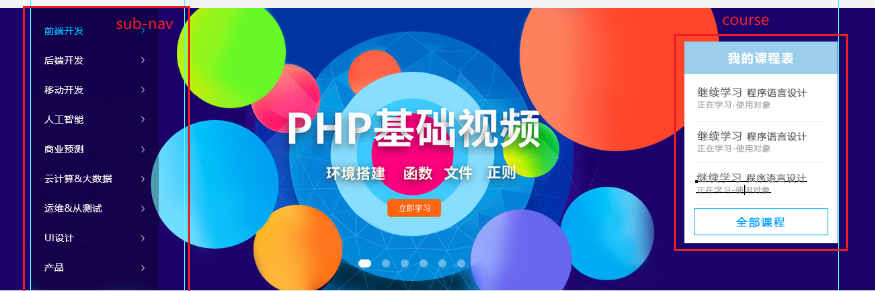 sub-nav
course
前端开发
后端开发
移动开发
人工智能
商业预测
云计算&大数据
运维&从测试
UI设计
产品
PHP基础视频
环境搭建 函数 文件 正则
立即学习
我的课程表
继续学习 程序语言设计
正在学习-使用对象
继续学习 程序语言设计
正在学习-使用对象
继续学习 程序语言设计
正在学习-使用对象
全部课程